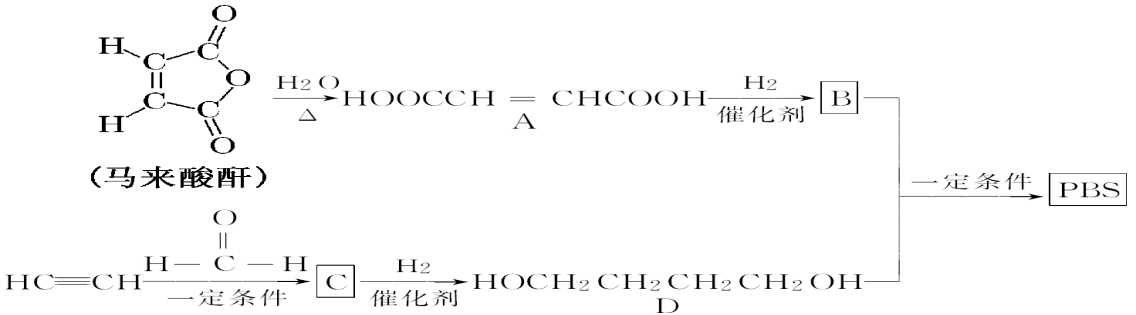 O
H C C O
C C
H O
(马来酸酐)
H₂O
△
HOOCCH＝CHCOOH
A
H₂
催化剂
B
一定条件
PBS
HC≡CH
O
‖
H－C－H
一定条件
C
H₂
催化剂
HOCH₂CH₂CH₂CH₂OH
D